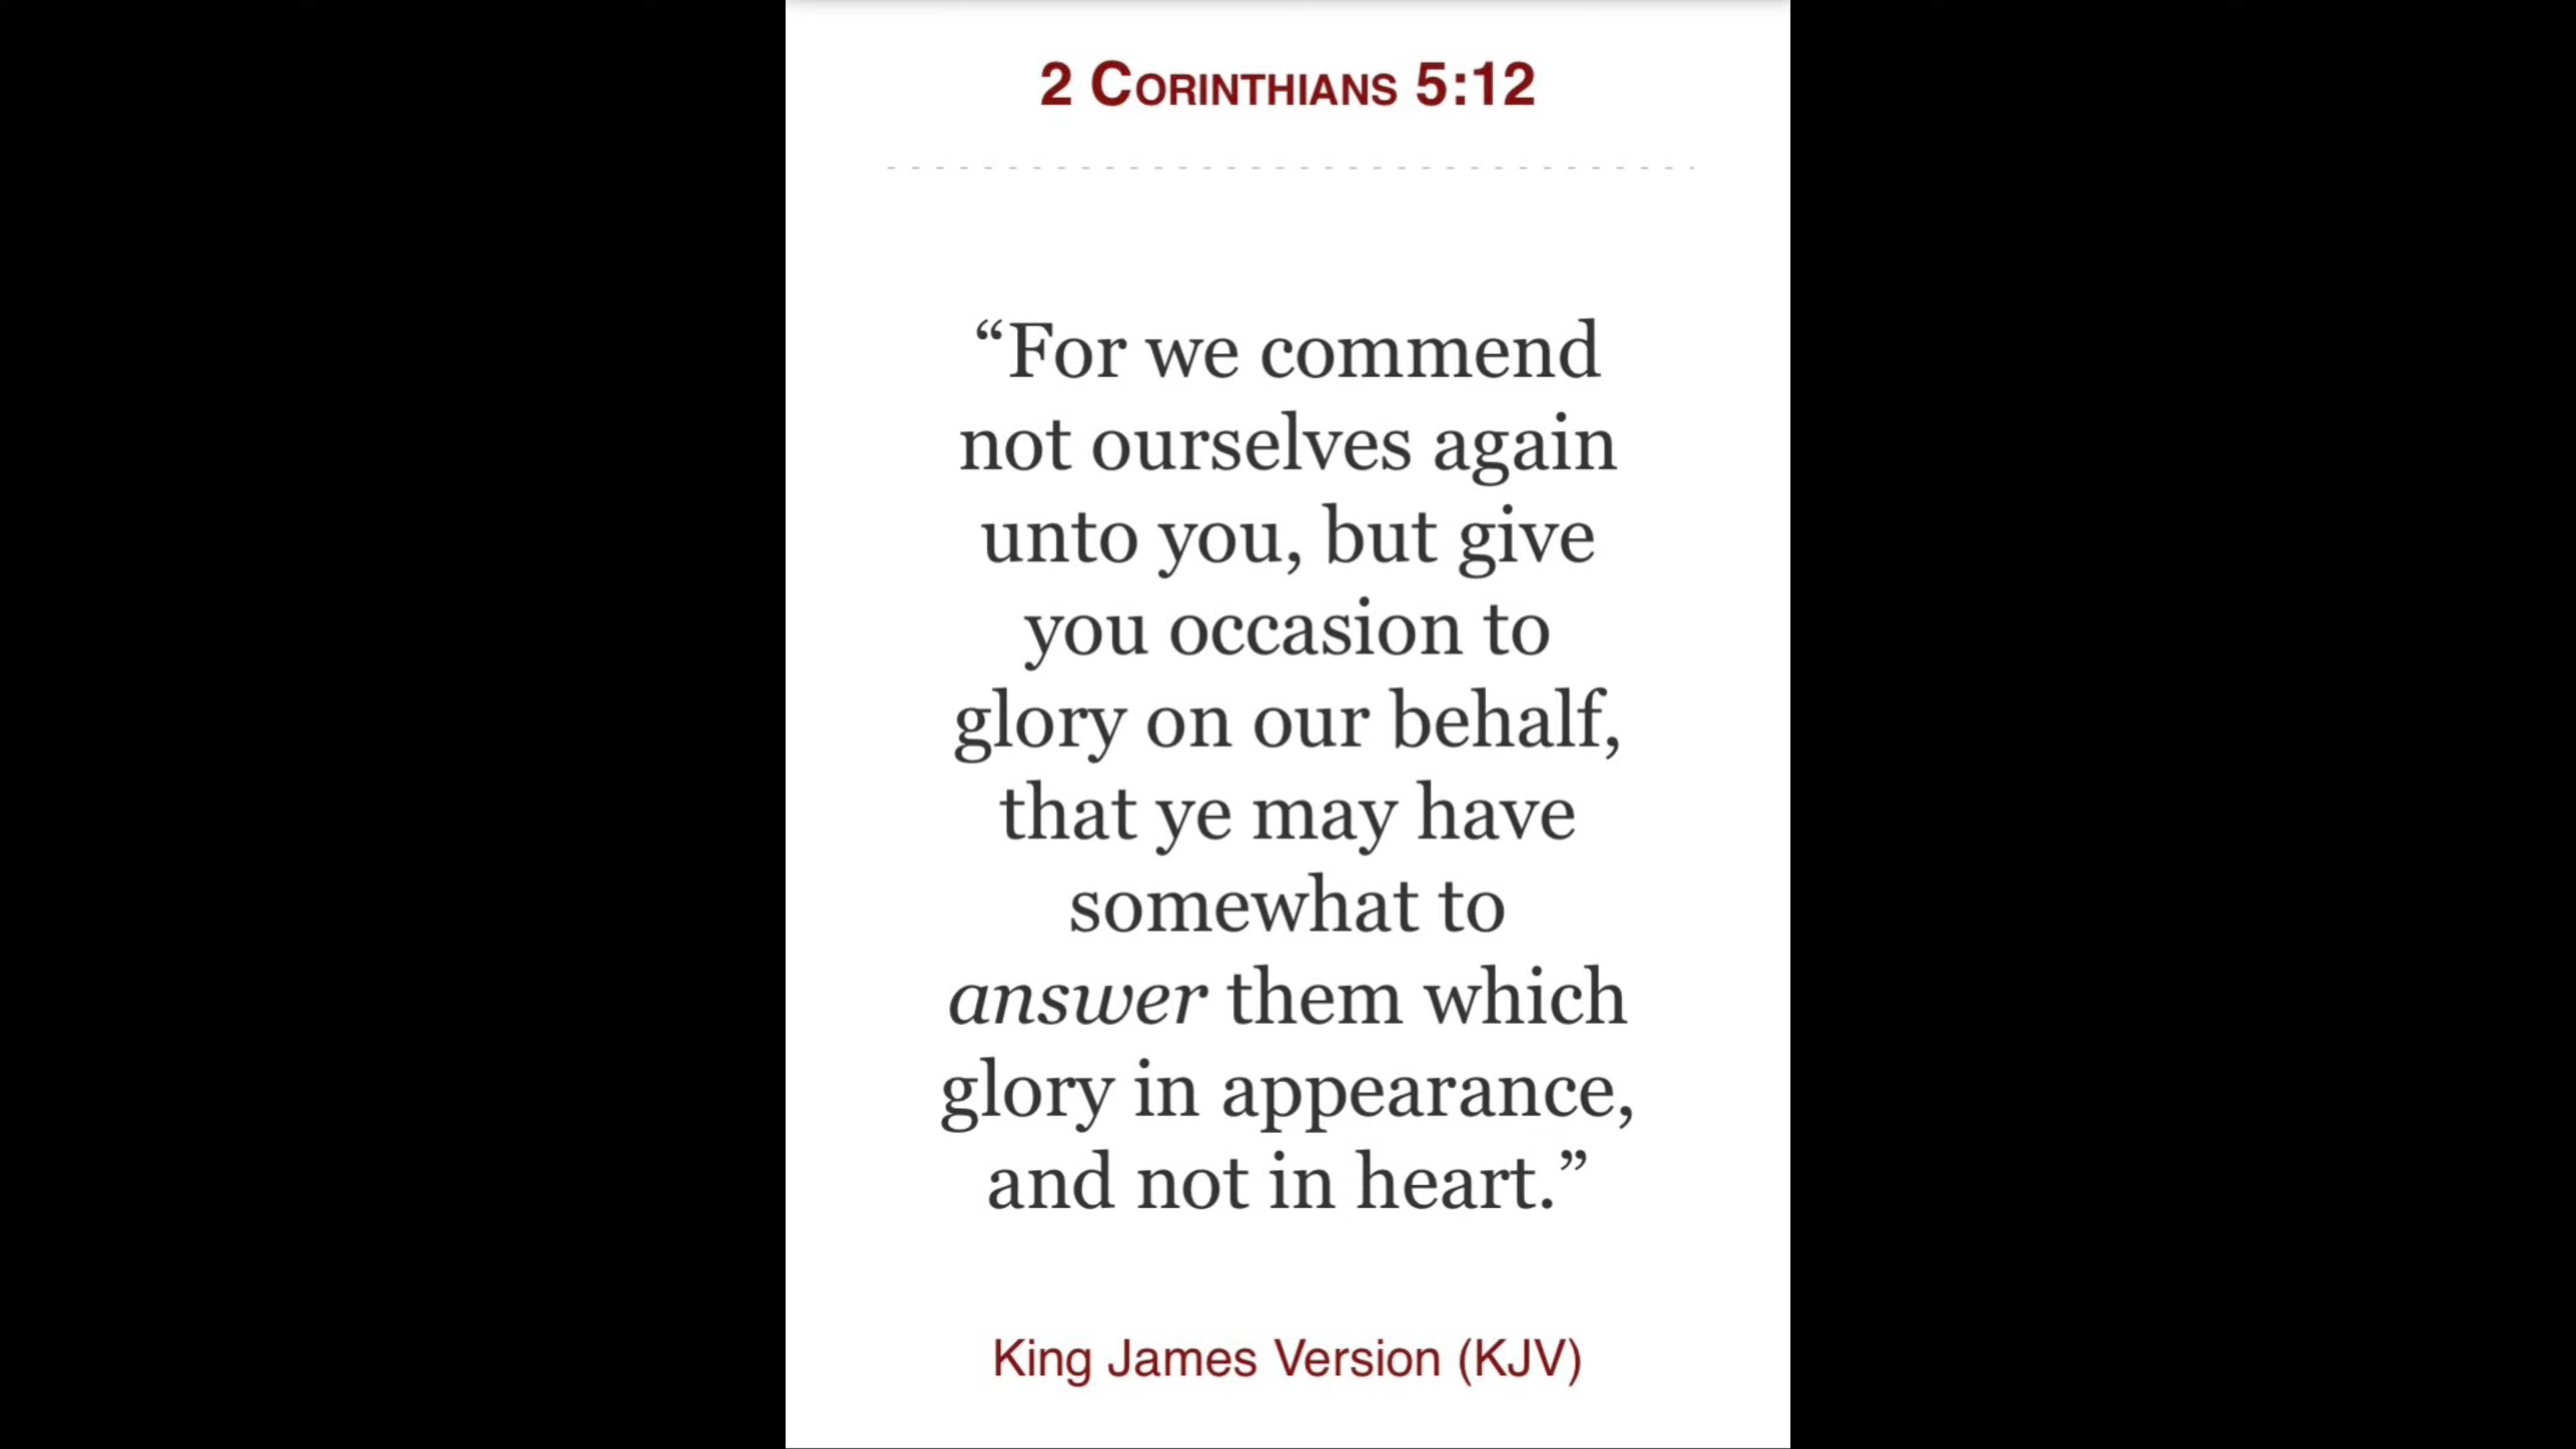 2 Corinthians 5:12
“For we commend
not ourselves again
unto you, but give
you occasion to
glory on our behalf,
that ye may have
somewhat to
answer them which
glory in appearance,
and not in heart.”
King James Version (KJV)